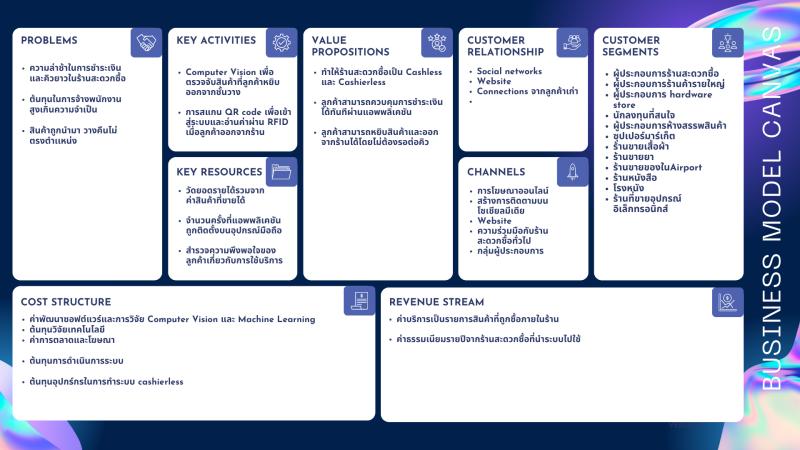 PROBLEMS
• ความล่าช้าในการชำระเงิน
และคิวยาวในร้านสะดวกซื้อ
• ต้นทุนในการจ้างพนักงาน
สูงเกินความจำเป็น
• สินค้าถูกนำมา วางคืนไม่
ตรงตำแหน่ง
KEY ACTIVITIES
• Computer Vision เพื่อ
ตรวจจับสินค้าที่ลูกค้าหยิบ
ออกจากชั้นวาง
• การสแกน QR code เพื่อเข้า
สู่ระบบและอ่านค่าผ่าน RFID
เมื่อลูกค้าออกจากร้าน
KEY RESOURCES
• วัดยอดรายได้รวมจาก
ค่าสินค้าที่ขายได้
• จำนวนครั้งที่แอพพลิเคชัน
ถูกติดตั้งบนอุปกรณ์มือถือ
• สำรวจความพึงพอใจของ
ลูกค้าเกี่ยวกับการใช้บริการ
VALUE
PROPOSITIONS
• ทำให้ร้านสะดวกซื้อเป็น Cashless
และ Cashierless
• ลูกค้าสามารถควบคุมการชำระเงิน
ได้ทันทีผ่านแอพพลิเคชัน
• ลูกค้าสามารถหยิบสินค้าและออก
จากร้านได้โดยไม่ต้องรอต่อคิว
CUSTOMER
RELATIONSHIP
• Social networks
• Website
• Connections จากลูกค้าเก่า
•
CHANNELS
• การโฆษณาออนไลน์
• สร้างการติดตามบน
โซเชียลมีเดีย
• Website
• ความร่วมมือกับร้าน
สะดวกซื้อทั่วไป
• กลุ่มผู้ประกอบการ
CUSTOMER
SEGMENTS
• ผู้ประกอบการร้านสะดวกซื้อ
• ผู้ประกอบการร้านค้ารายใหญ่
• ผู้ประกอบการ hardware
store
• นักลงทุนที่สนใจ
• ผู้ประกอบการห้างสรรพสินค้า
• ซุปเปอร์มาร์เก็ต
• ร้านขายเสื้อผ้า
• ร้านขายยา
• ร้านขายของในAirport
• ร้านหนังสือ
• โรงหนัง
• ร้านที่ขายอุปกรณ์
อิเล็กทรอนิกส์
COST STRUCTURE
• ค่าพัฒนาซอฟต์แวร์และการวิจัย Computer Vision และ Machine Learning
• ต้นทุนวิจัยเทคโนโลยี
• ค่าการตลาดและโฆษณา
• ต้นทุนการดำเนินการระบบ
• ต้นทุนอุปกร์กรในการทำระบบ cashierless
REVENUE STREAM
• ค่าบริการเป็นรายการสินค้าที่ถูกซื้อภายในร้าน
• ค่าธรรมเนียมรายปีจากร้านสะดวกซื้อที่นำระบบไปใช้
BUSINESS MODEL CANVAS